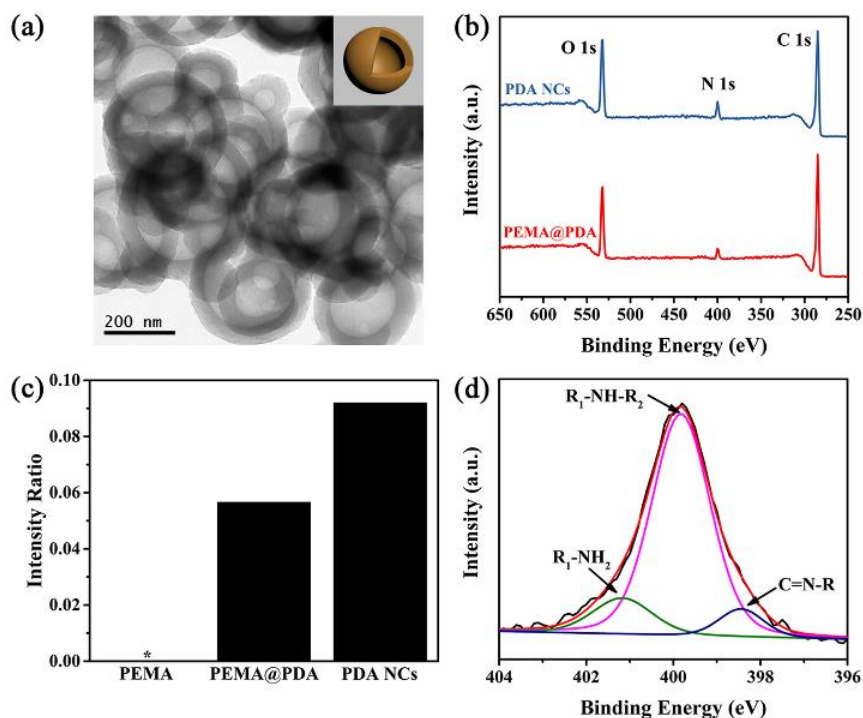 (a)
200 nm
(b)
O 1s
N 1s
C 1s
PDA NCs
PEMA@PDA
Intensity (a.u.)
650 600 550 500 450 400 350 300 250
Binding Energy (eV)
(c)
0.10
0.08
0.06
0.04
0.02
0.00
Intensity Ratio
*
PEMA PEMA@PDA PDA NCs
(d)
R₁-NH-R₂
R₁-NH₂
C=N-R
Intensity (a.u.)
404 402 400 398 396
Binding Energy (eV)